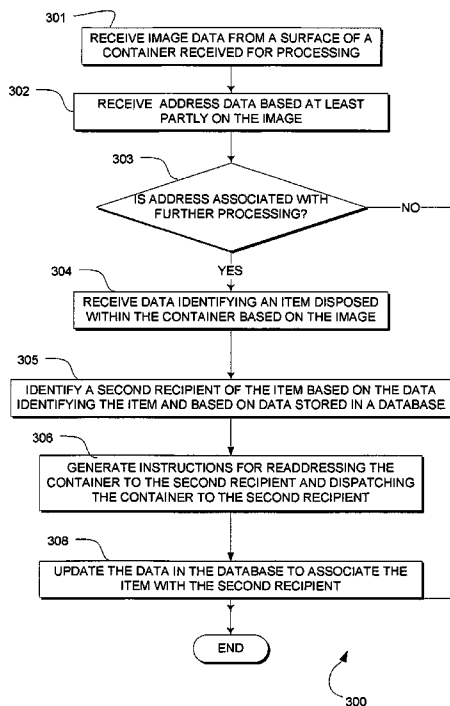 301
RECEIVE IMAGE DATA FROM A SURFACE OF A
CONTAINER RECEIVED FOR PROCESSING
302
RECEIVE ADDRESS DATA BASED AT LEAST
PARTLY ON THE IMAGE
303
IS ADDRESS ASSOCIATED WITH
FURTHER PROCESSING?
NO
YES
304
RECEIVE DATA IDENTIFYING AN ITEM DISPOSED
WITHIN THE CONTAINER BASED ON THE IMAGE
305
IDENTIFY A SECOND RECIPIENT OF THE ITEM BASED ON THE DATA
IDENTIFYING THE ITEM AND BASED ON DATA STORED IN A DATABASE
306
GENERATE INSTRUCTIONS FOR READDRESSING THE
CONTAINER TO THE SECOND RECIPIENT AND DISPATCHING
THE CONTAINER TO THE SECOND RECIPIENT
308
UPDATE THE DATA IN THE DATABASE TO ASSOCIATE THE
ITEM WITH THE SECOND RECIPIENT
END
300